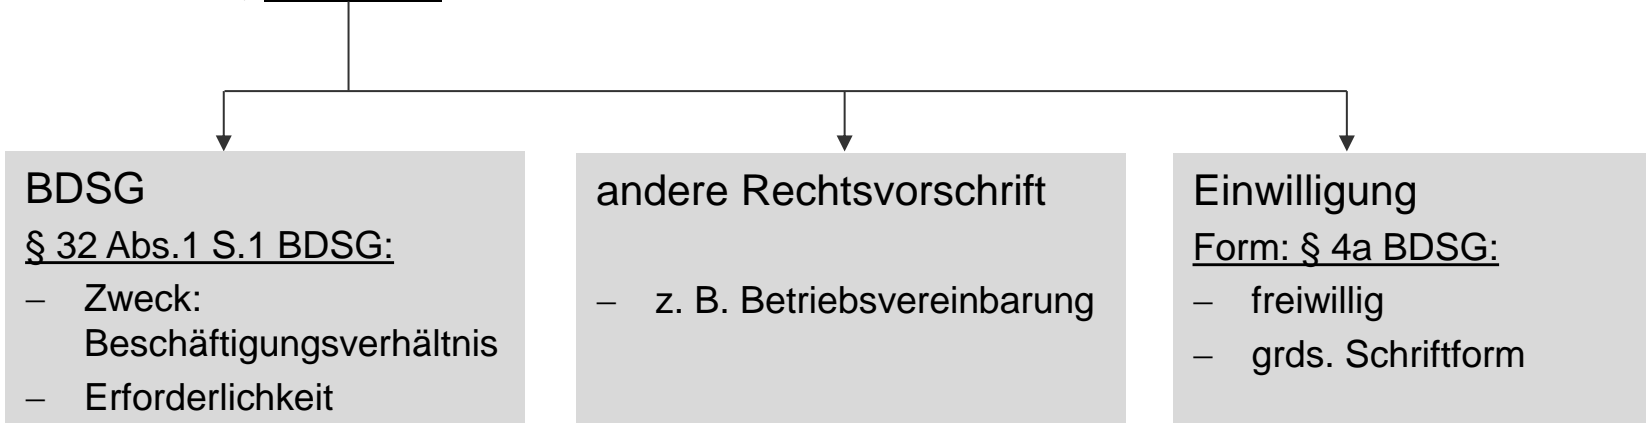 BDSG
§ 32 Abs.1 S.1 BDSG:
– Zweck:
Beschäftigungsverhältnis
– Erforderlichkeit
andere Rechtsvorschrift
– z. B. Betriebsvereinbarung
Einwilligung
Form: § 4a BDSG:
– freiwillig
– grds. Schriftform